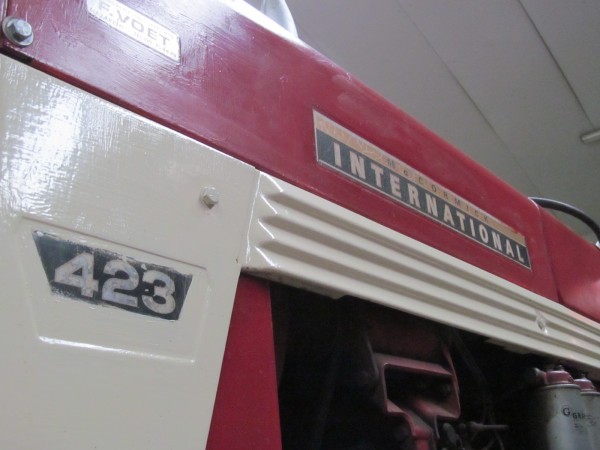 F. VOET
McCORMICK
INTERNATIONAL
423